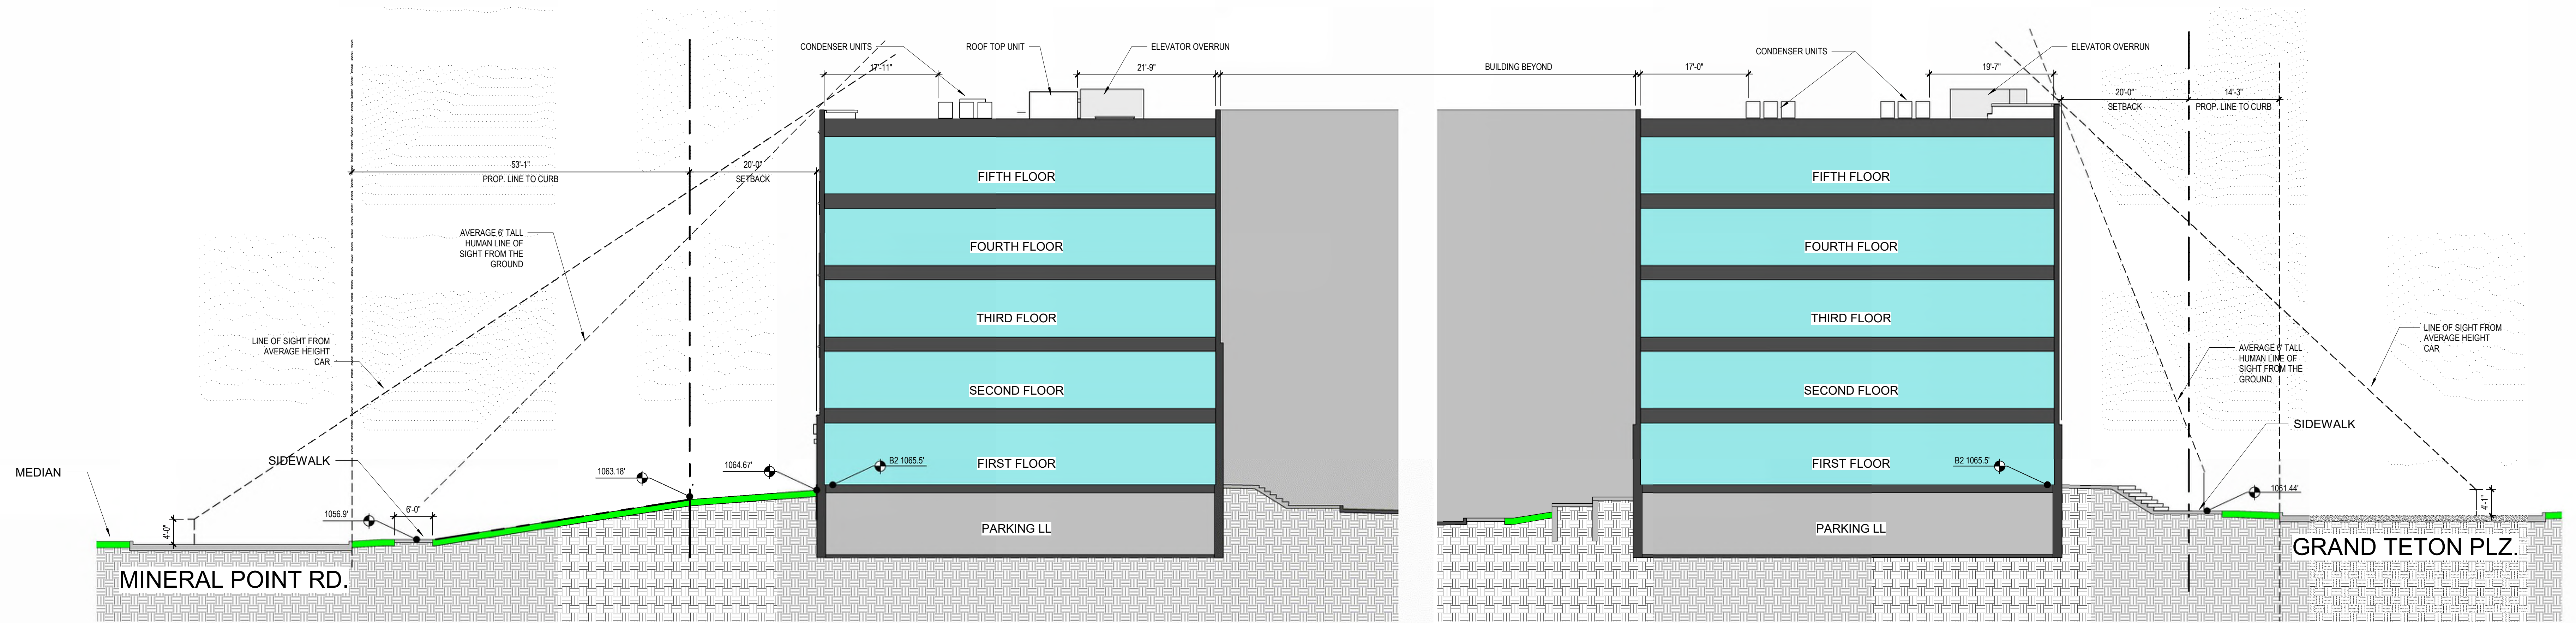 CONDENSER UNITS
ROOF TOP UNIT
ELEVATOR OVERRUN
17'-11"
21'-9"
BUILDING BEYOND
17'-0"
CONDENSER UNITS
19'-7"
ELEVATOR OVERRUN
20'-0"
SETBACK
14'-3"
PROP. LINE TO CURB
53'-1"
PROP. LINE TO CURB
20'-0"
SETBACK
FIFTH FLOOR
FIFTH FLOOR
AVERAGE 6' TALL
HUMAN LINE OF
SIGHT FROM THE
GROUND
FOURTH FLOOR
FOURTH FLOOR
THIRD FLOOR
THIRD FLOOR
LINE OF SIGHT FROM
AVERAGE HEIGHT
CAR
LINE OF SIGHT FROM
AVERAGE HEIGHT
CAR
AVERAGE 6' TALL
HUMAN LINE OF
SIGHT FROM THE
GROUND
SECOND FLOOR
SECOND FLOOR
SIDEWALK
SIDEWALK
MEDIAN
1063.18'
1064.67'
B2 1065.5'
FIRST FLOOR
FIRST FLOOR
B2 1065.5'
1061.44'
4'-1"
1056.9'
6'-0"
4'-0"
PARKING LL
PARKING LL
MINERAL POINT RD.
GRAND TETON PLZ.